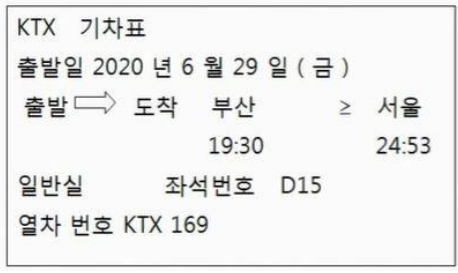 KTX 기차표
출발일 2020 년 6 월 29 일 ( 금 )
출발 ⇨ 도착 부산 ≥ 서울
19:30 24:53
일반실 좌석번호 D15
열차 번호 KTX 169